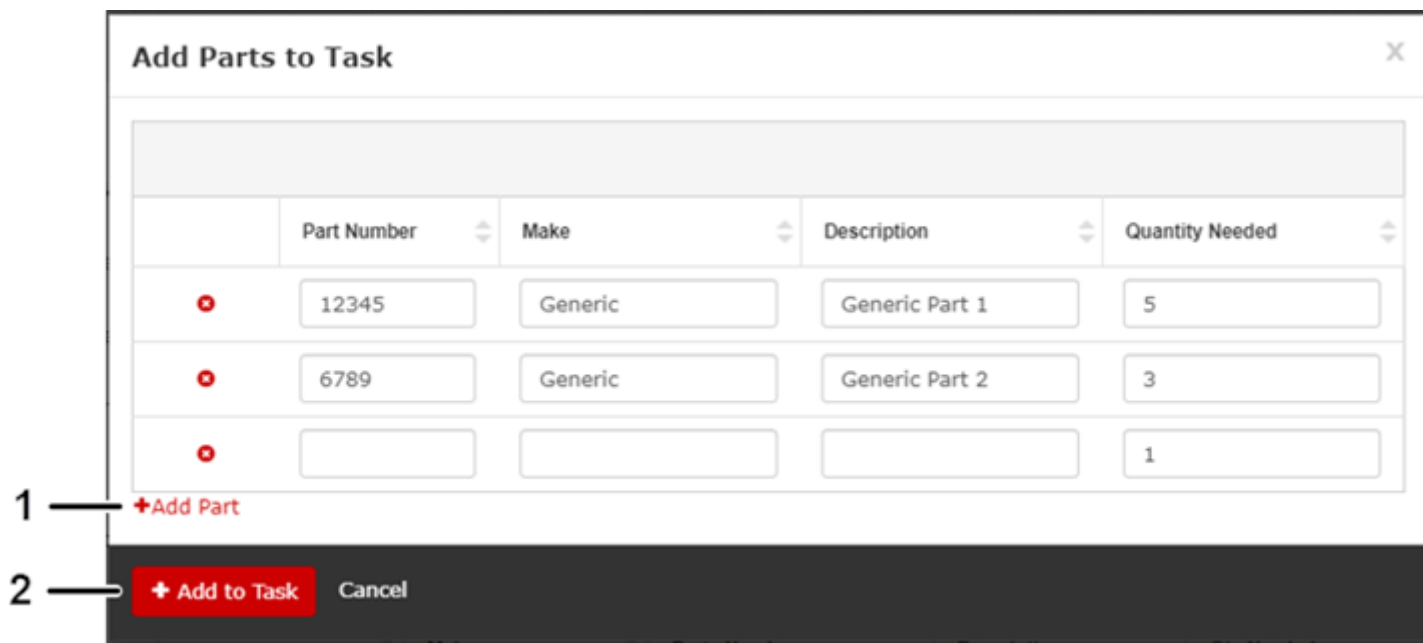 Add Parts to Task X
Part Number Make Description Quantity Needed
12345 Generic Generic Part 1 5
6789 Generic Generic Part 2 3
1
1 +Add Part
2 + Add to Task Cancel